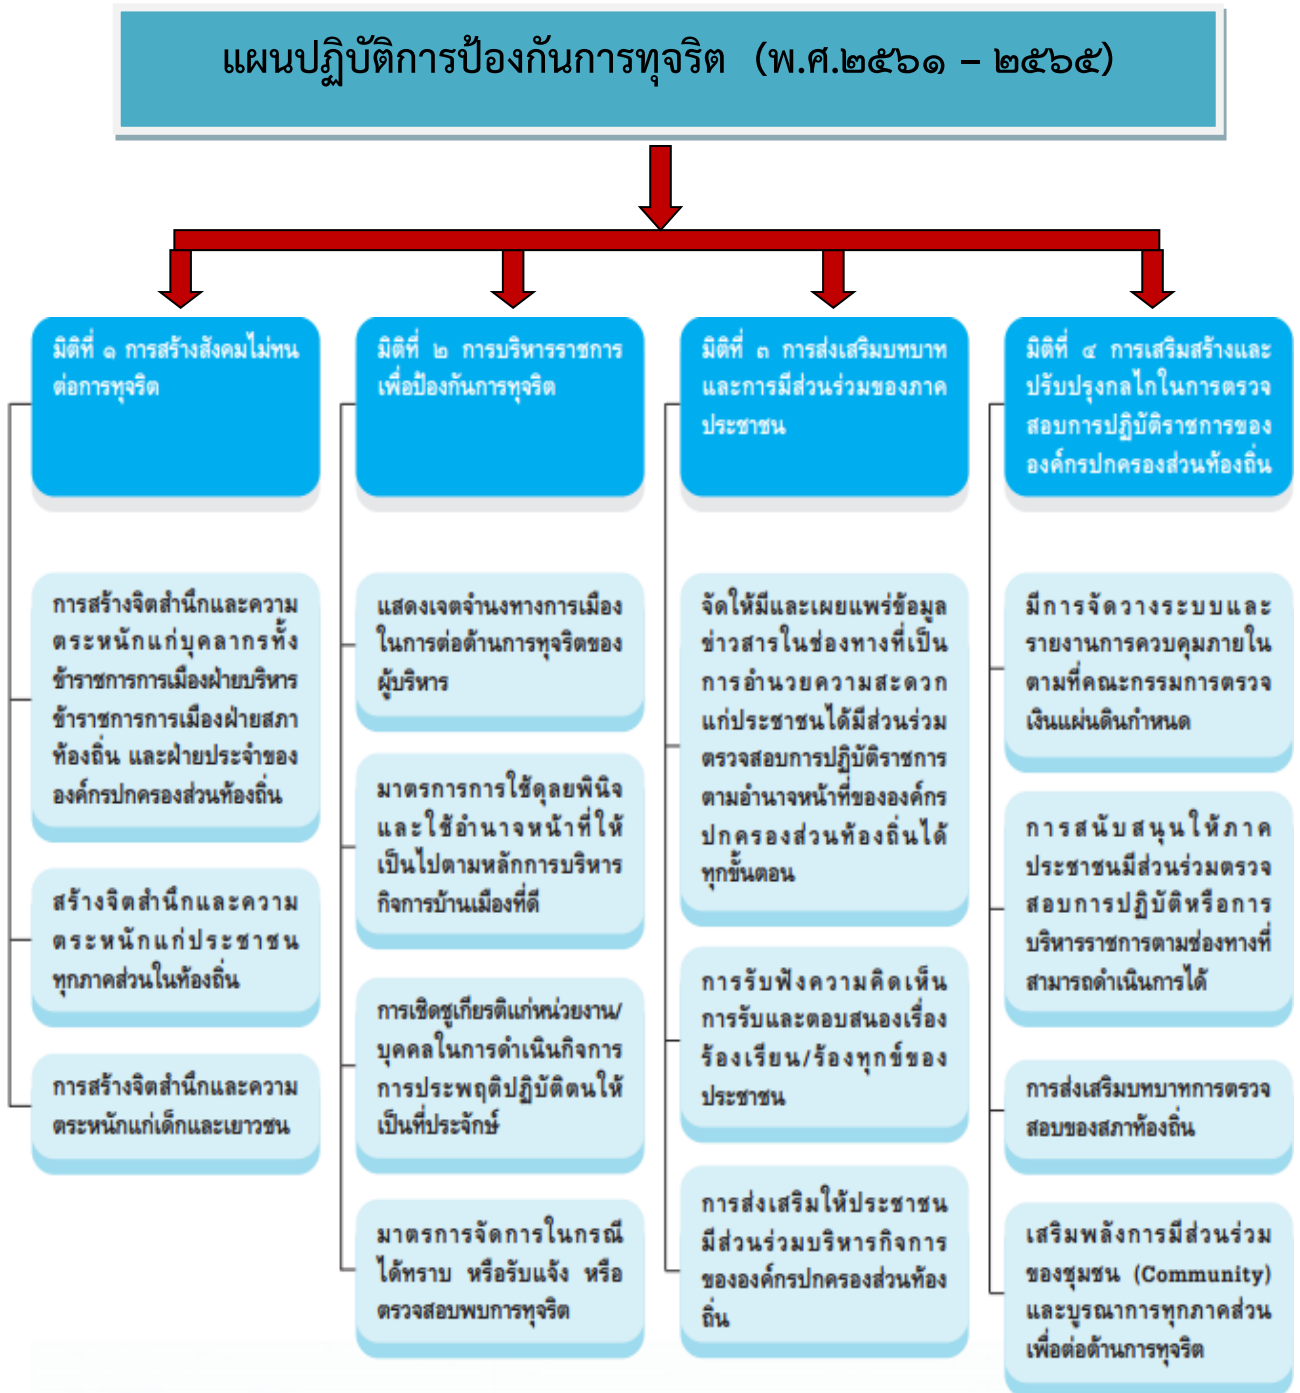 แผนปฏิบัติการป้องกันการทุจริต (พ.ศ.๒๕๖๑ – ๒๕๖๕)
มิติที่ ๑ การสร้างสังคมไม่ทน
ต่อการทุจริต
การสร้างจิตสำนึกและความ
ตระหนักแก่บุคลากรทั้ง
ข้าราชการการเมืองฝ่ายบริหาร
ข้าราชการการเมืองฝ่ายสภา
ท้องถิ่น และฝ่ายประจำของ
องค์กรปกครองส่วนท้องถิ่น
สร้างจิตสำนึกและความ
ตระหนักแก่ประชาชน
ทุกภาคส่วนในท้องถิ่น
การสร้างจิตสำนึกและความ
ตระหนักแก่เด็กและเยาวชน
มิติที่ ๒ การบริหารราชการ
เพื่อป้องกันการทุจริต
แสดงเจตจำนงทางการเมือง
ในการต่อต้านการทุจริตของ
ผู้บริหาร
มาตรการการใช้ดุลยพินิจ
และใช้อำนาจหน้าที่ให้
เป็นไปตามหลักการบริหาร
กิจการบ้านเมืองที่ดี
การเชิดชูเกียรติแก่หน่วยงาน/
บุคคลในการดำเนินกิจการ
การประพฤติปฏิบัติตนให้
เป็นที่ประจักษ์
มาตรการจัดการในกรณี
ได้ทราบ หรือรับแจ้ง หรือ
ตรวจสอบพบการทุจริต
มิติที่ ๓ การส่งเสริมบทบาท
และการมีส่วนร่วมของภาค
ประชาชน
จัดให้มีและเผยแพร่ข้อมูล
ข่าวสารในช่องทางที่เป็น
การอำนวยความสะดวก
แก่ประชาชนได้มีส่วนร่วม
ตรวจสอบการปฏิบัติราชการ
ตามอำนาจหน้าที่ขององค์กร
ปกครองส่วนท้องถิ่นได้
ทุกขั้นตอน
การรับฟังความคิดเห็น
การรับและตอบสนองเรื่อง
ร้องเรียน/ร้องทุกข์ของ
ประชาชน
การส่งเสริมให้ประชาชน
มีส่วนร่วมบริหารกิจการ
ขององค์กรปกครองส่วนท้อง
ถิ่น
มิติที่ ๔ การเสริมสร้างและ
ปรับปรุงกลไกในการตรวจ
สอบการปฏิบัติราชการของ
องค์กรปกครองส่วนท้องถิ่น
มีการจัดวางระบบและ
รายงานการควบคุมภายใน
ตามที่คณะกรรมการตรวจ
เงินแผ่นดินกำหนด
การสนับสนุนให้ภาค
ประชาชนมีส่วนร่วมตรวจ
สอบการปฏิบัติหรือการ
บริหารราชการตามช่องทางที่
สามารถดำเนินการได้
การส่งเสริมบทบาทการตรวจ
สอบของสภาท้องถิ่น
เสริมพลังการมีส่วนร่วม
ของชุมชน (Community)
และบูรณาการทุกภาคส่วน
เพื่อต่อต้านการทุจริต